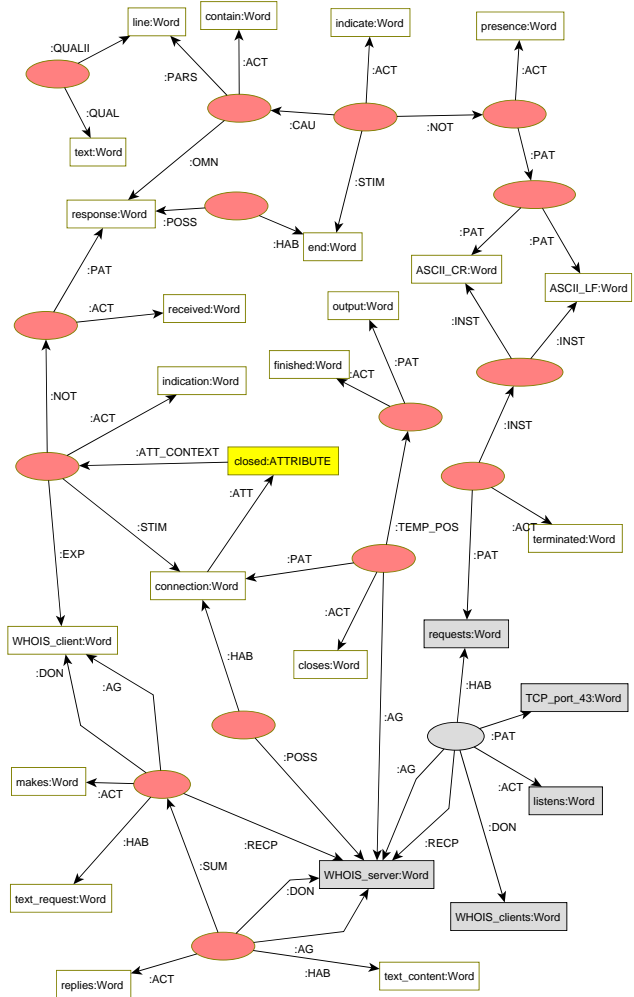 contain:Word
line:Word
indicate:Word
presence:Word
:QUALII
:PARS
:ACT
:ACT
:ACT
:QUAL
:CAU
:NOT
text:Word
:OMN
:STIM
:PAT
response:Word
:POSS
:HAB
end:Word
:PAT
:PAT
ASCII_CR:Word
ASCII_LF:Word
:PAT
:ACT
received:Word
output:Word
:INST
:INST
finished:Word
:ACT
:PAT
:NOT
indication:Word
:ACT
:INST
:ATT_CONTEXT
closed:ATTRIBUTE
:ATT
:STIM
:TEMP_POS
:ACT
terminated:Word
:EXP
:PAT
:PAT
connection:Word
:ACT
requests:Word
WHOIS_client:Word
:HAB
closes:Word
:DON
:AG
:HAB
TCP_port_43:Word
:AG
:PAT
:POSS
:AG
makes:Word
:ACT
:ACT
listens:Word
:DON
:HAB
:RECP
:RECP
:SUM
WHOIS_server:Word
:DON
text_request:Word
WHOIS_clients:Word
:AG
:HAB
text_content:Word
replies:Word
:ACT